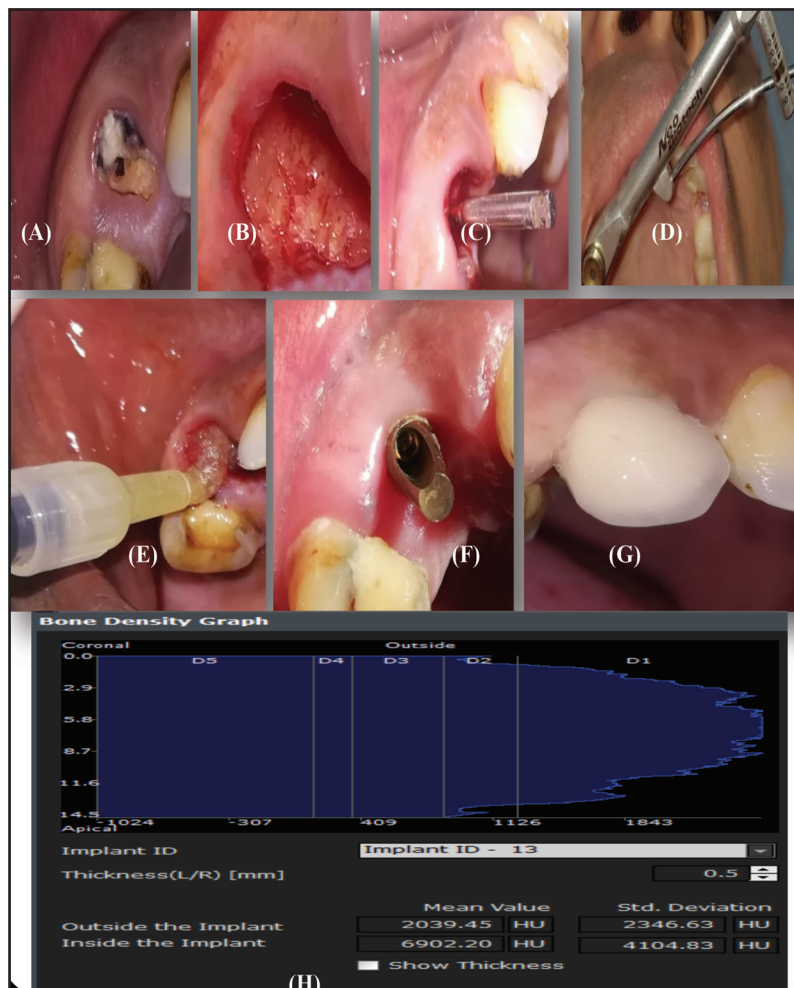 (A)
(B)
(C)
(D)
Neo
Biotech
(E)
(F)
(G)
Bone Density Graph
Coronal
Outside
0.0
D5
D4
D3
D2
D1
2.9
5.8
8.7
11.6
14.5
-1024
-307
409
1126
1843
Apical
Implant ID
Implant ID - 13
Thickness(L/R) [mm]
0.5
Mean Value
Std. Deviation
Outside the Implant
2039.45 HU
2346.63 HU
Inside the Implant
6902.20 HU
4104.83 HU
Show Thickness
(H)